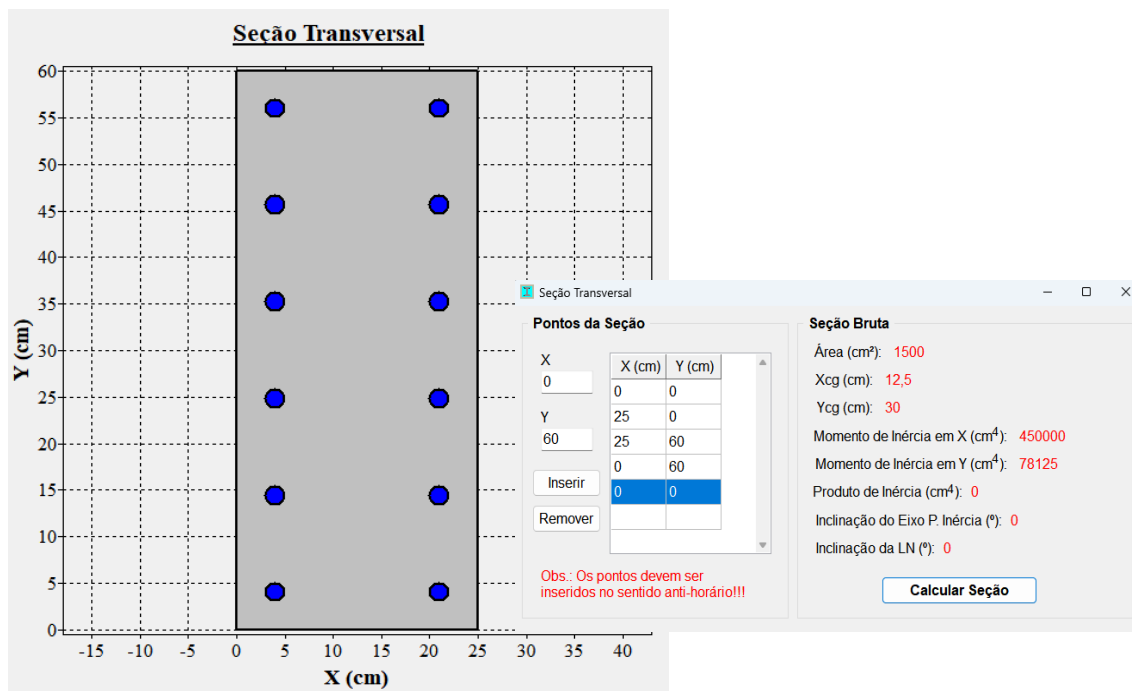 Seção Transversal
60
55
50
45
40
35
30
25
20
15
10
5
0
Y (cm)
-15 -10 -5 0 5 10 15 20 25 30 35 40
X (cm)
Seção Transversal
Pontos da Seção
X
0
Y
60
Inserir
Remover
X (cm) Y (cm)
0 0
25 0
25 60
0 60
0 0
Obs.: Os pontos devem ser
inseridos no sentido anti-horário!!!
Seção Bruta
Área (cm²): 1500
Xcg (cm): 12,5
Ycg (cm): 30
Momento de Inércia em X (cm⁴): 450000
Momento de Inércia em Y (cm⁴): 78125
Produto de Inércia (cm⁴): 0
Inclinação do Eixo P. Inércia (º): 0
Inclinação da LN (º): 0
Calcular Seção